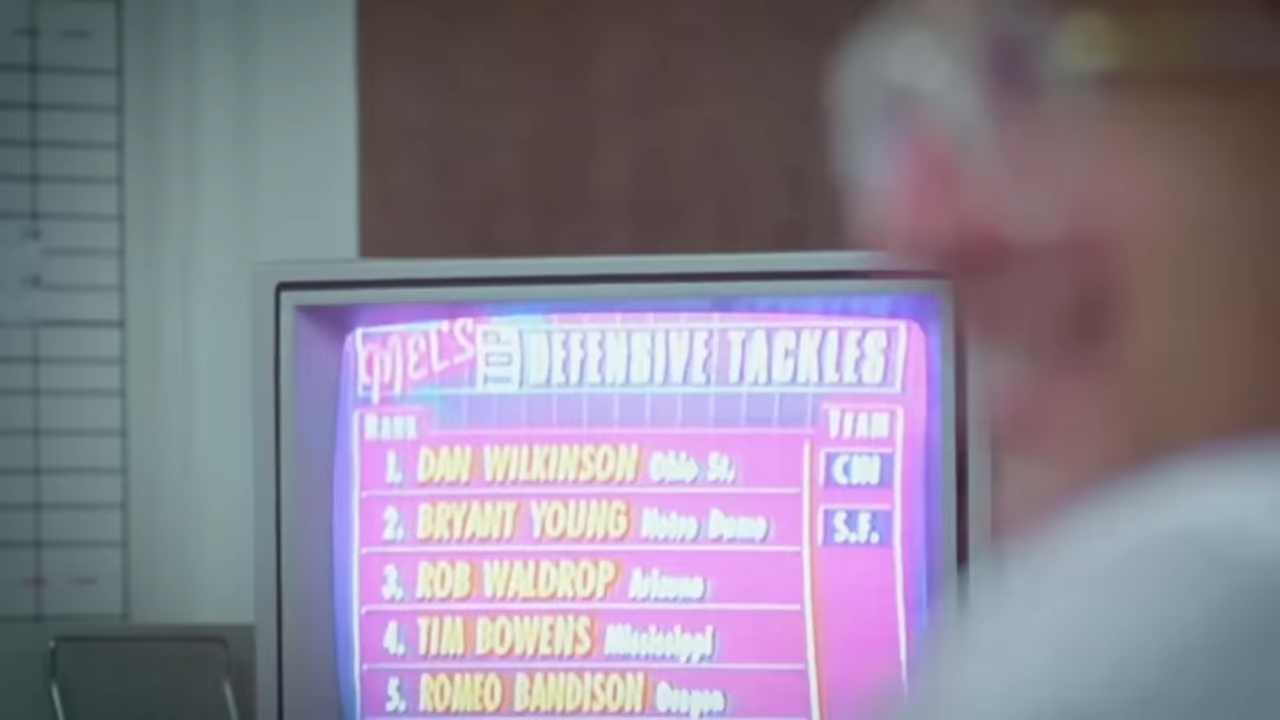 MEL'S TOP DEFENSIVE TACKLES
RANK TEAM
1. DAN WILKINSON Ohio St. CIN
2. BRYANT YOUNG Notre Dame S.F.
3. ROB WALDROP Arizona
4. TIM BOWENS Mississippi
5. ROMEO BANDISON Oregon